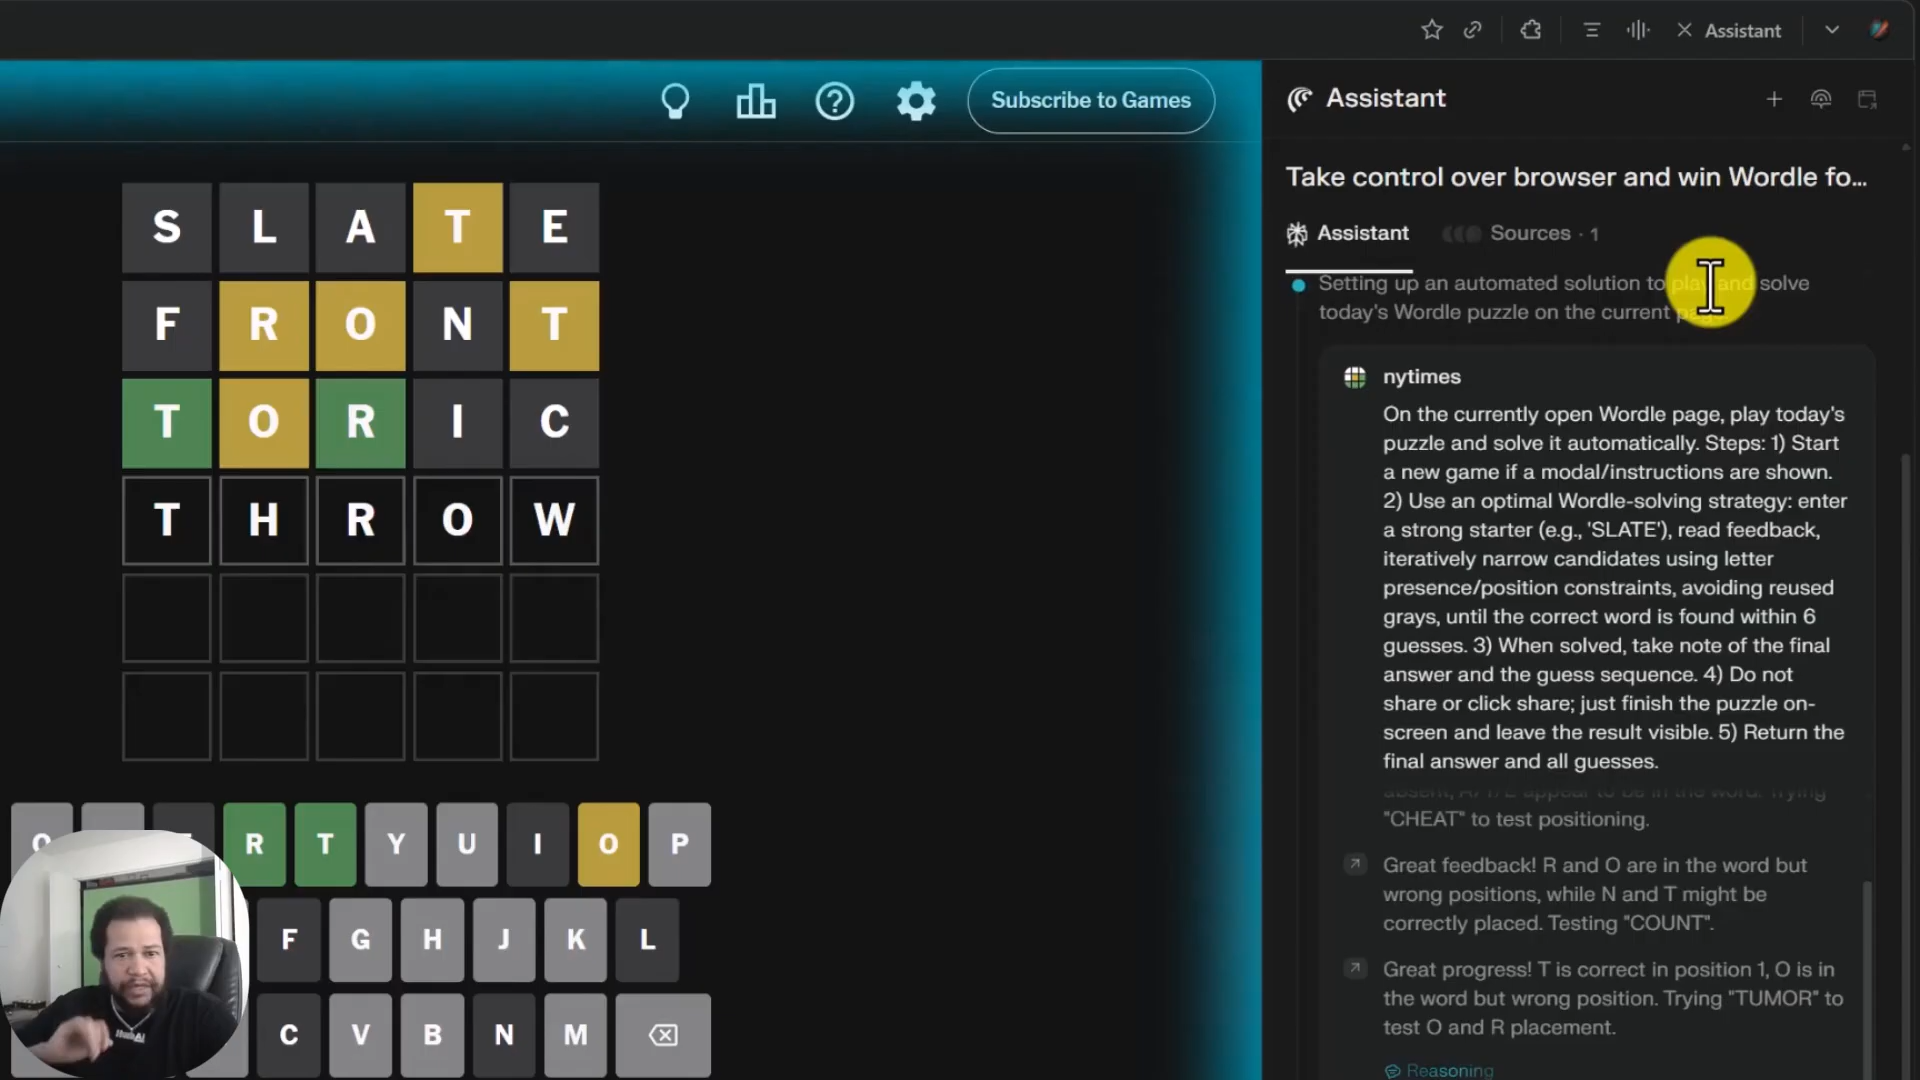 Assistant
Subscribe to Games
Assistant
Take control over browser and win Wordle fo...
Assistant
Sources · 1
Setting up an automated solution to play and solve
today's Wordle puzzle on the current
nytimes
On the currently open Wordle page, play today's
puzzle and solve it automatically. Steps: 1) Start
a new game if a modal/instructions are shown.
2) Use an optimal Wordle-solving strategy: enter
a strong starter (e.g., 'SLATE'), read feedback,
iteratively narrow candidates using letter
presence/position constraints, avoiding reused
grays, until the correct word is found within 6
guesses. 3) When solved, take note of the final
answer and the guess sequence. 4) Do not
share or click share; just finish the puzzle on-
screen and leave the result visible. 5) Return the
final answer and all guesses.
"CHEAT" to test positioning.
Great feedback! R and O are in the word but
wrong positions, while N and T might be
correctly placed. Testing "COUNT".
Great progress! T is correct in position 1, O is in
the word but wrong position. Trying "TUMOR" to
test O and R placement.
Reasoning
S L A T E
F R O N T
T O R I C
T H R O W
R T Y U I O P
F G H J K L
C V B N M